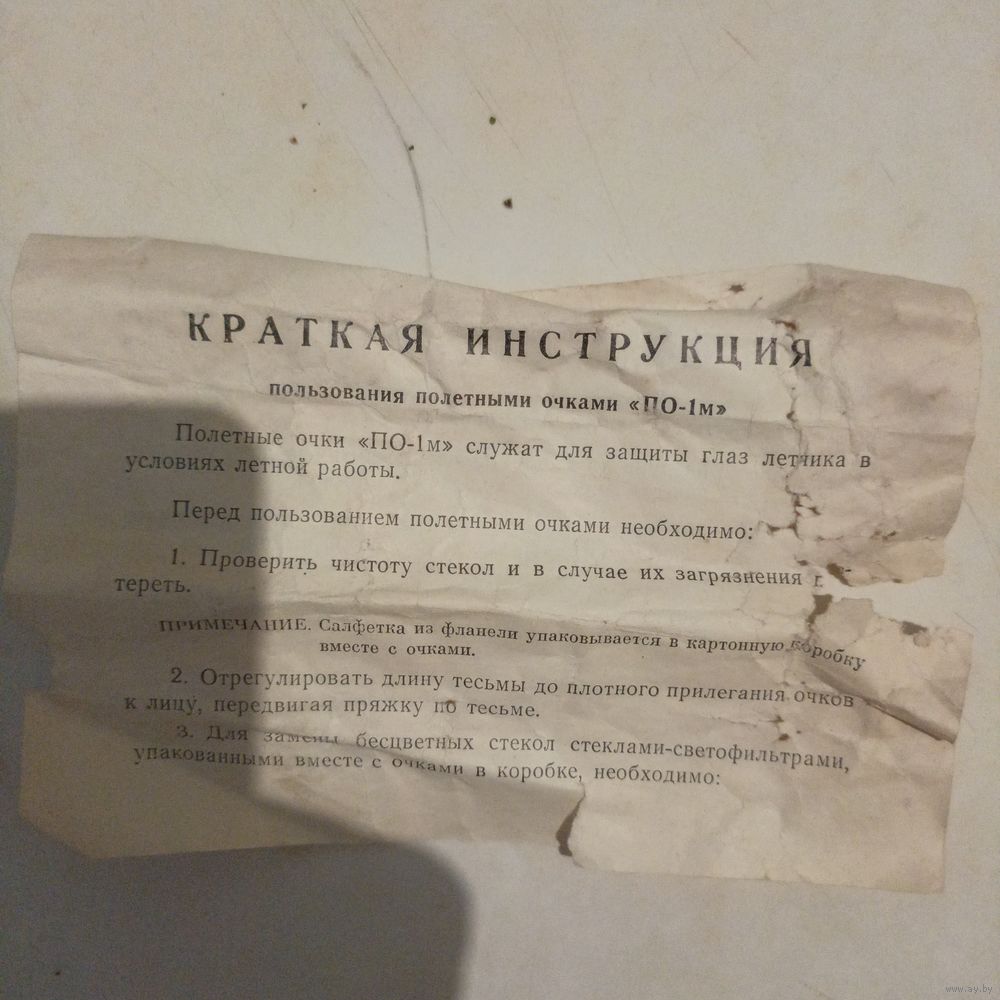 КРАТКАЯ ИНСТРУКЦИЯ
пользования полетными очками «ПО-1м»
Полетные очки «ПО-1м» служат для защиты глаз летчика в
условиях летной работы.
Перед пользованием полетными очками необходимо:
1. Проверить чистоту стекол и в случае их загрязнения
тереть.
ПРИМЕЧАНИЕ. Салфетка из фланели упаковывается в картонную коробку
вместе с очками.
2. Отрегулировать длину тесьмы до плотного прилегания очков
к лицу, передвигая пряжку по тесьме.
3. Для замены бесцветных стекол стеклами-светофильтрами,
упакованными вместе с очками в коробке, необходимо:
www.ay.by